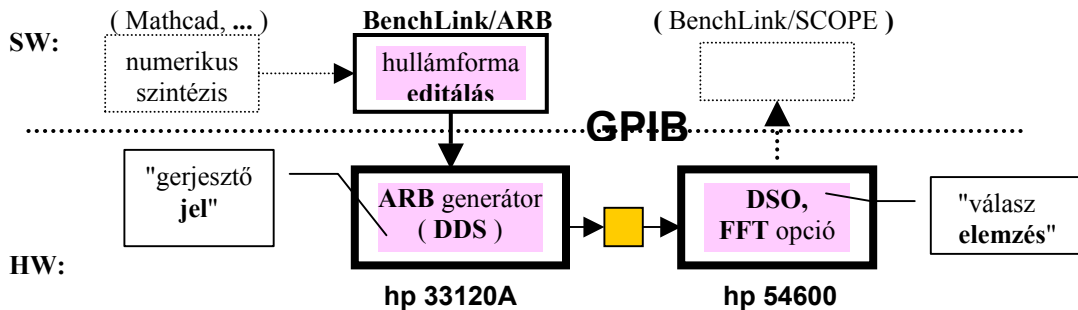 ( Mathcad, ... ) BenchLink/ARB ( BenchLink/SCOPE )
SW:
numerikus
szintézis
hullámforma
editálás
GPIB
"gerjesztő
jel"
ARB generátor
( DDS )
DSO,
FFT opció
"válasz
elemzés"
HW:
hp 33120A hp 54600